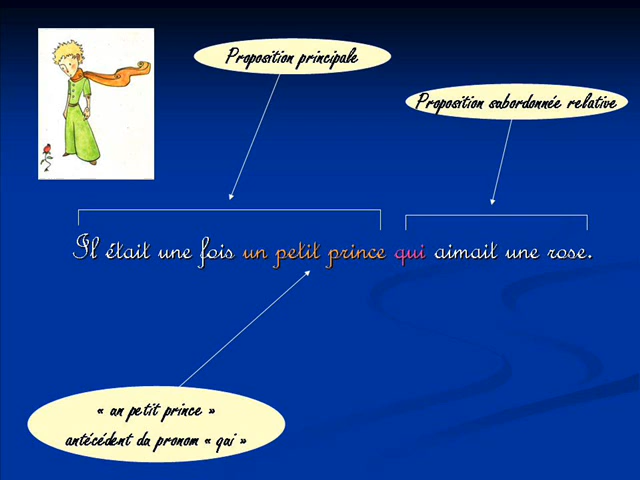 Proposition principale
Proposition subordonnée relative
Il était une fois un petit prince qui aimait une rose.
« un petit prince »
antécédent du pronom « qui »